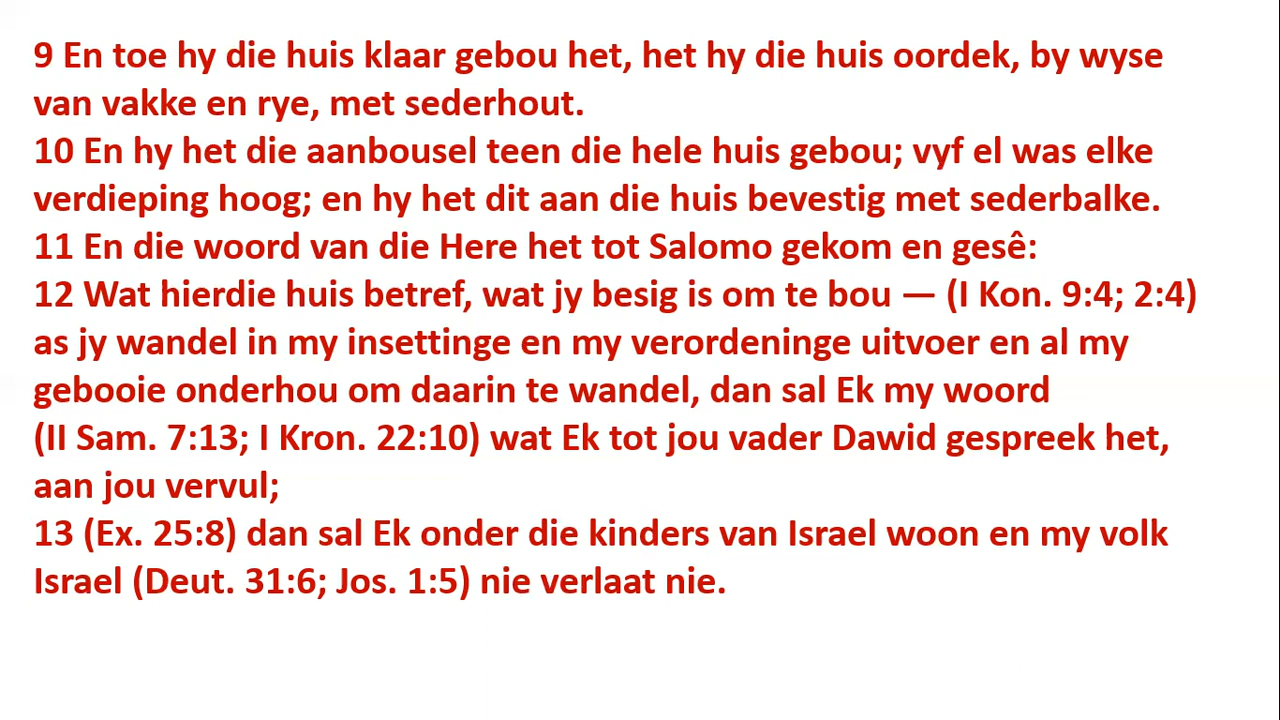 9 En toe hy die huis klaar gebou het, het hy die huis oordek, by wyse
van vakke en rye, met sederhout.
10 En hy het die aanbousel teen die hele huis gebou; vyf el was elke
verdieping hoog; en hy het dit aan die huis bevestig met sederbalke.
11 En die woord van die Here het tot Salomo gekom en gesê:
12 Wat hierdie huis betref, wat jy besig is om te bou — (I Kon. 9:4; 2:4)
as jy wandel in my insettinge en my verordeninge uitvoer en al my
gebooie onderhou om daarin te wandel, dan sal Ek my woord
(II Sam. 7:13; I Kron. 22:10) wat Ek tot jou vader Dawid gespreek het,
aan jou vervul;
13 (Ex. 25:8) dan sal Ek onder die kinders van Israel woon en my volk
Israel (Deut. 31:6; Jos. 1:5) nie verlaat nie.